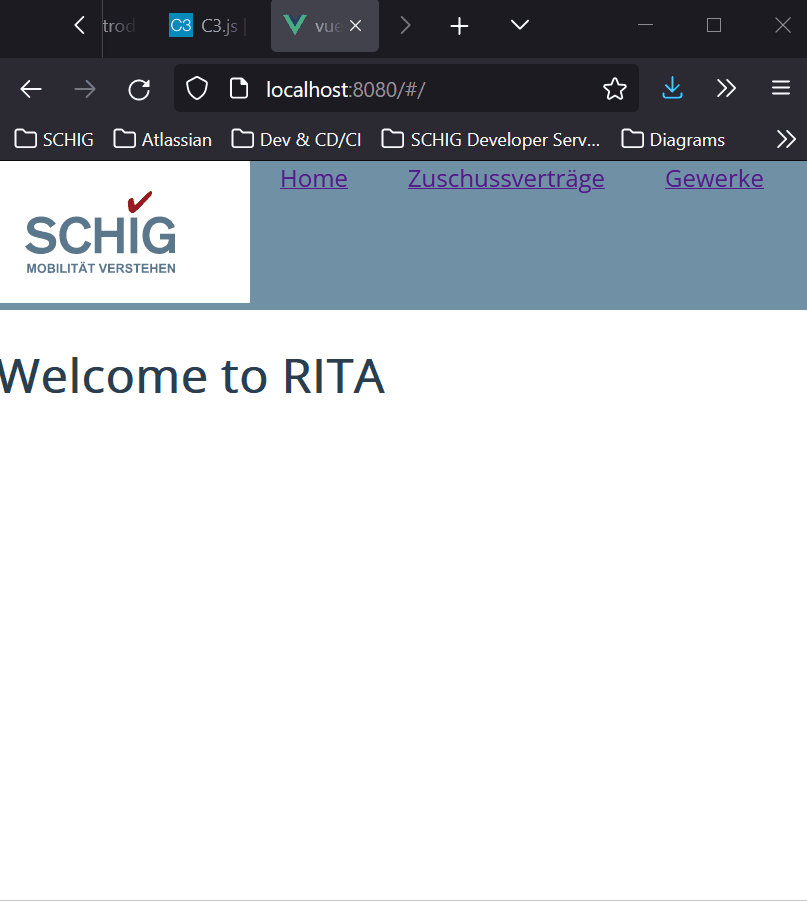 trod C3 C3.js | vue
localhost:8080/#/
SCHIG Atlassian Dev & CD/CI SCHIG Developer Serv... Diagrams
Home Zuschussverträge Gewerke
SCHIG
MOBILITÄT VERSTEHEN
Welcome to RITA